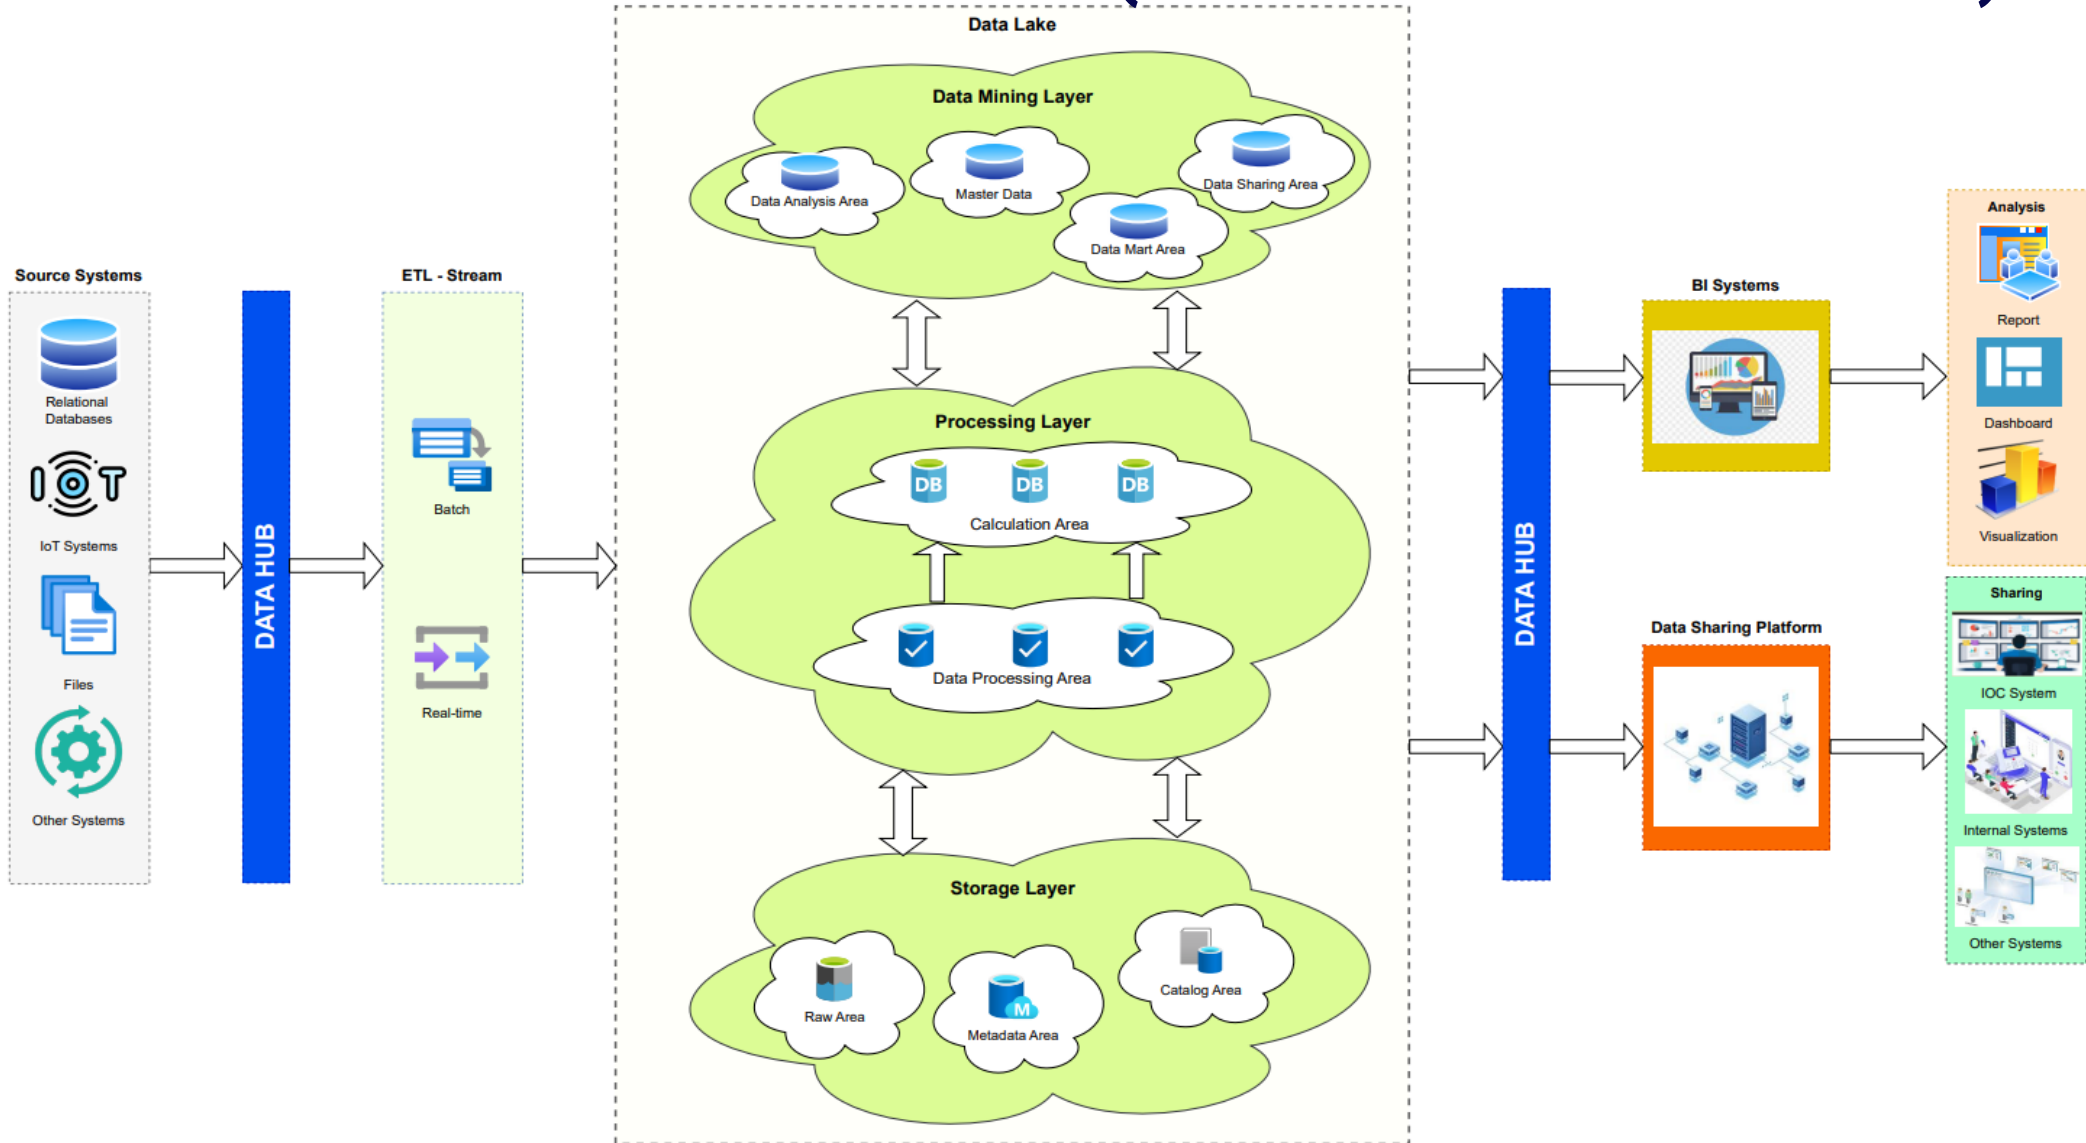 Data Lake
Data Mining Layer
Data Analysis Area
Master Data
Data Sharing Area
Data Mart Area
Source Systems
Relational
Databases
IoT
IoT Systems
Files
Other Systems
DATA HUB
ETL - Stream
Batch
Real-time
Processing Layer
DB
DB
DB
Calculation Area
Data Processing Area
Storage Layer
Raw Area
M
Metadata Area
Catalog Area
DATA HUB
BI Systems
Data Sharing Platform
Analysis
Report
Dashboard
Visualization
Sharing
IOC System
Internal Systems
Other Systems